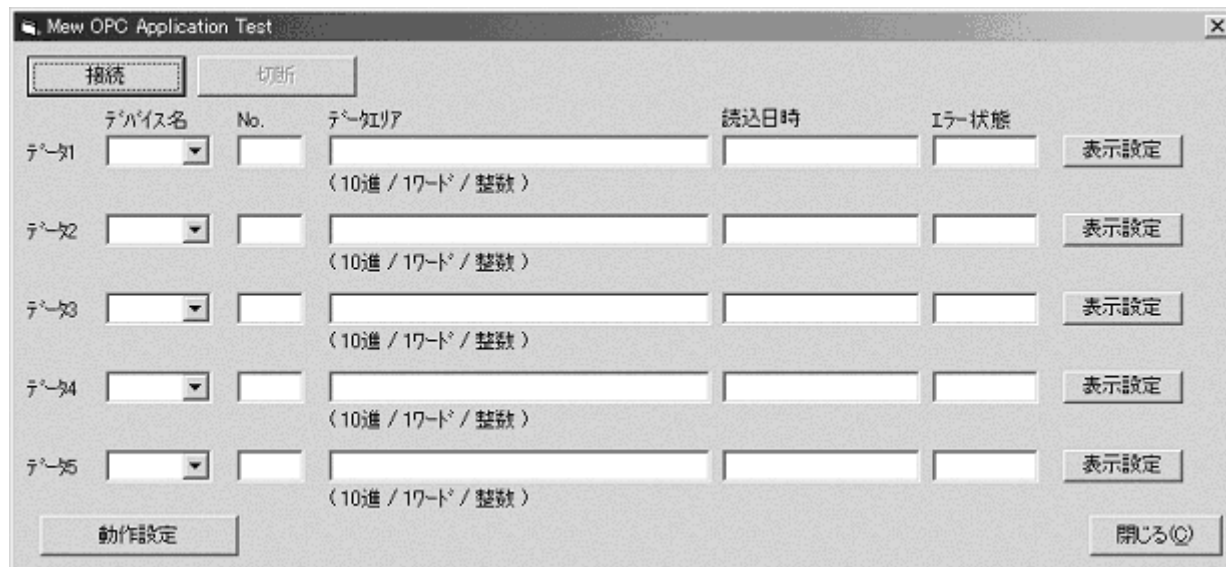 Mew OPC Application Test
接続 切断
ﾃﾞﾊﾞｲｽ名 No. ﾃﾞｰﾀｴﾘｱ 読込日時 ｴﾗｰ状態
ﾃﾞｰﾀ1 表示設定
(10進 / 1ﾜｰﾄﾞ / 整数 )
ﾃﾞｰﾀ2 表示設定
(10進 / 1ﾜｰﾄﾞ / 整数 )
ﾃﾞｰﾀ3 表示設定
(10進 / 1ﾜｰﾄﾞ / 整数 )
ﾃﾞｰﾀ4 表示設定
(10進 / 1ﾜｰﾄﾞ / 整数 )
ﾃﾞｰﾀ5 表示設定
(10進 / 1ﾜｰﾄﾞ / 整数 )
動作設定 閉じる(C)